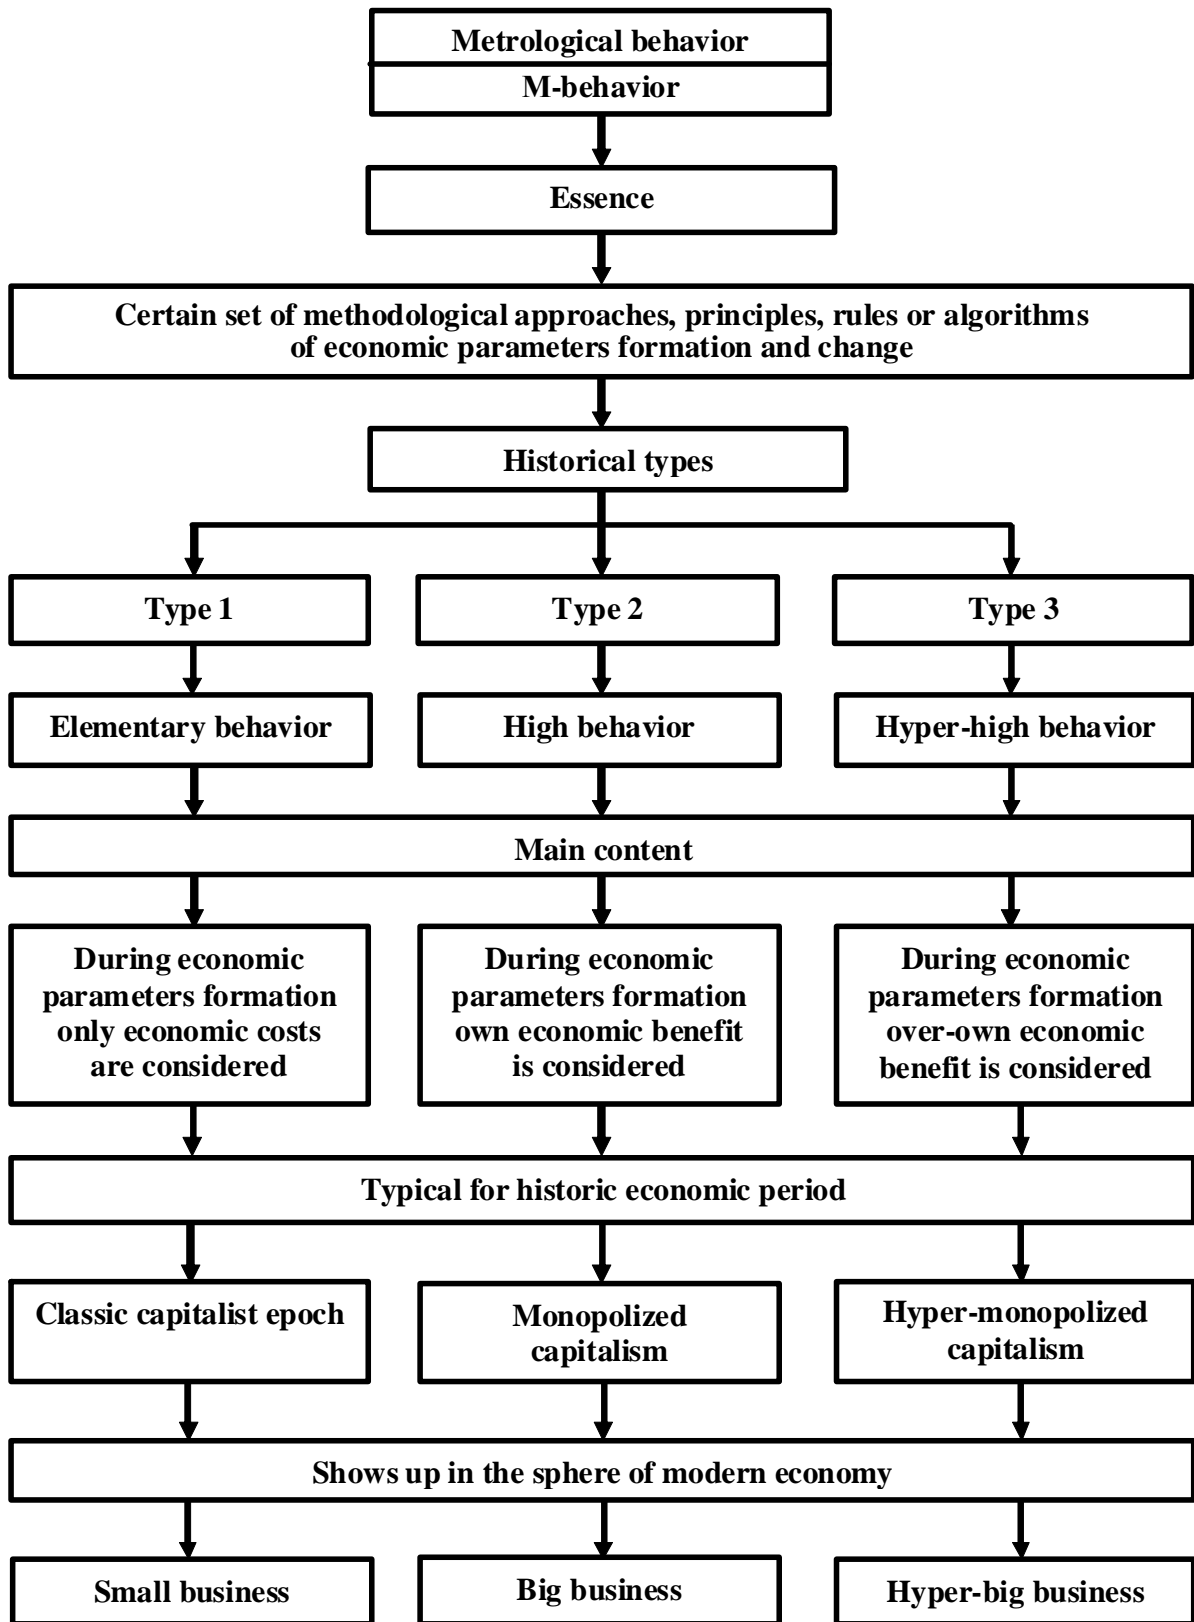 Metrological behavior
M-behavior
Essence
Certain set of methodological approaches, principles, rules or algorithms
of economic parameters formation and change
Historical types
Type 1
Type 2
Type 3
Elementary behavior
High behavior
Hyper-high behavior
Main content
During economic
parameters formation
only economic costs
are considered
During economic
parameters formation
own economic benefit
is considered
During economic
parameters formation
over-own economic
benefit is considered
Typical for historic economic period
Classic capitalist epoch
Monopolized
capitalism
Hyper-monopolized
capitalism
Shows up in the sphere of modern economy
Small business
Big business
Hyper-big business